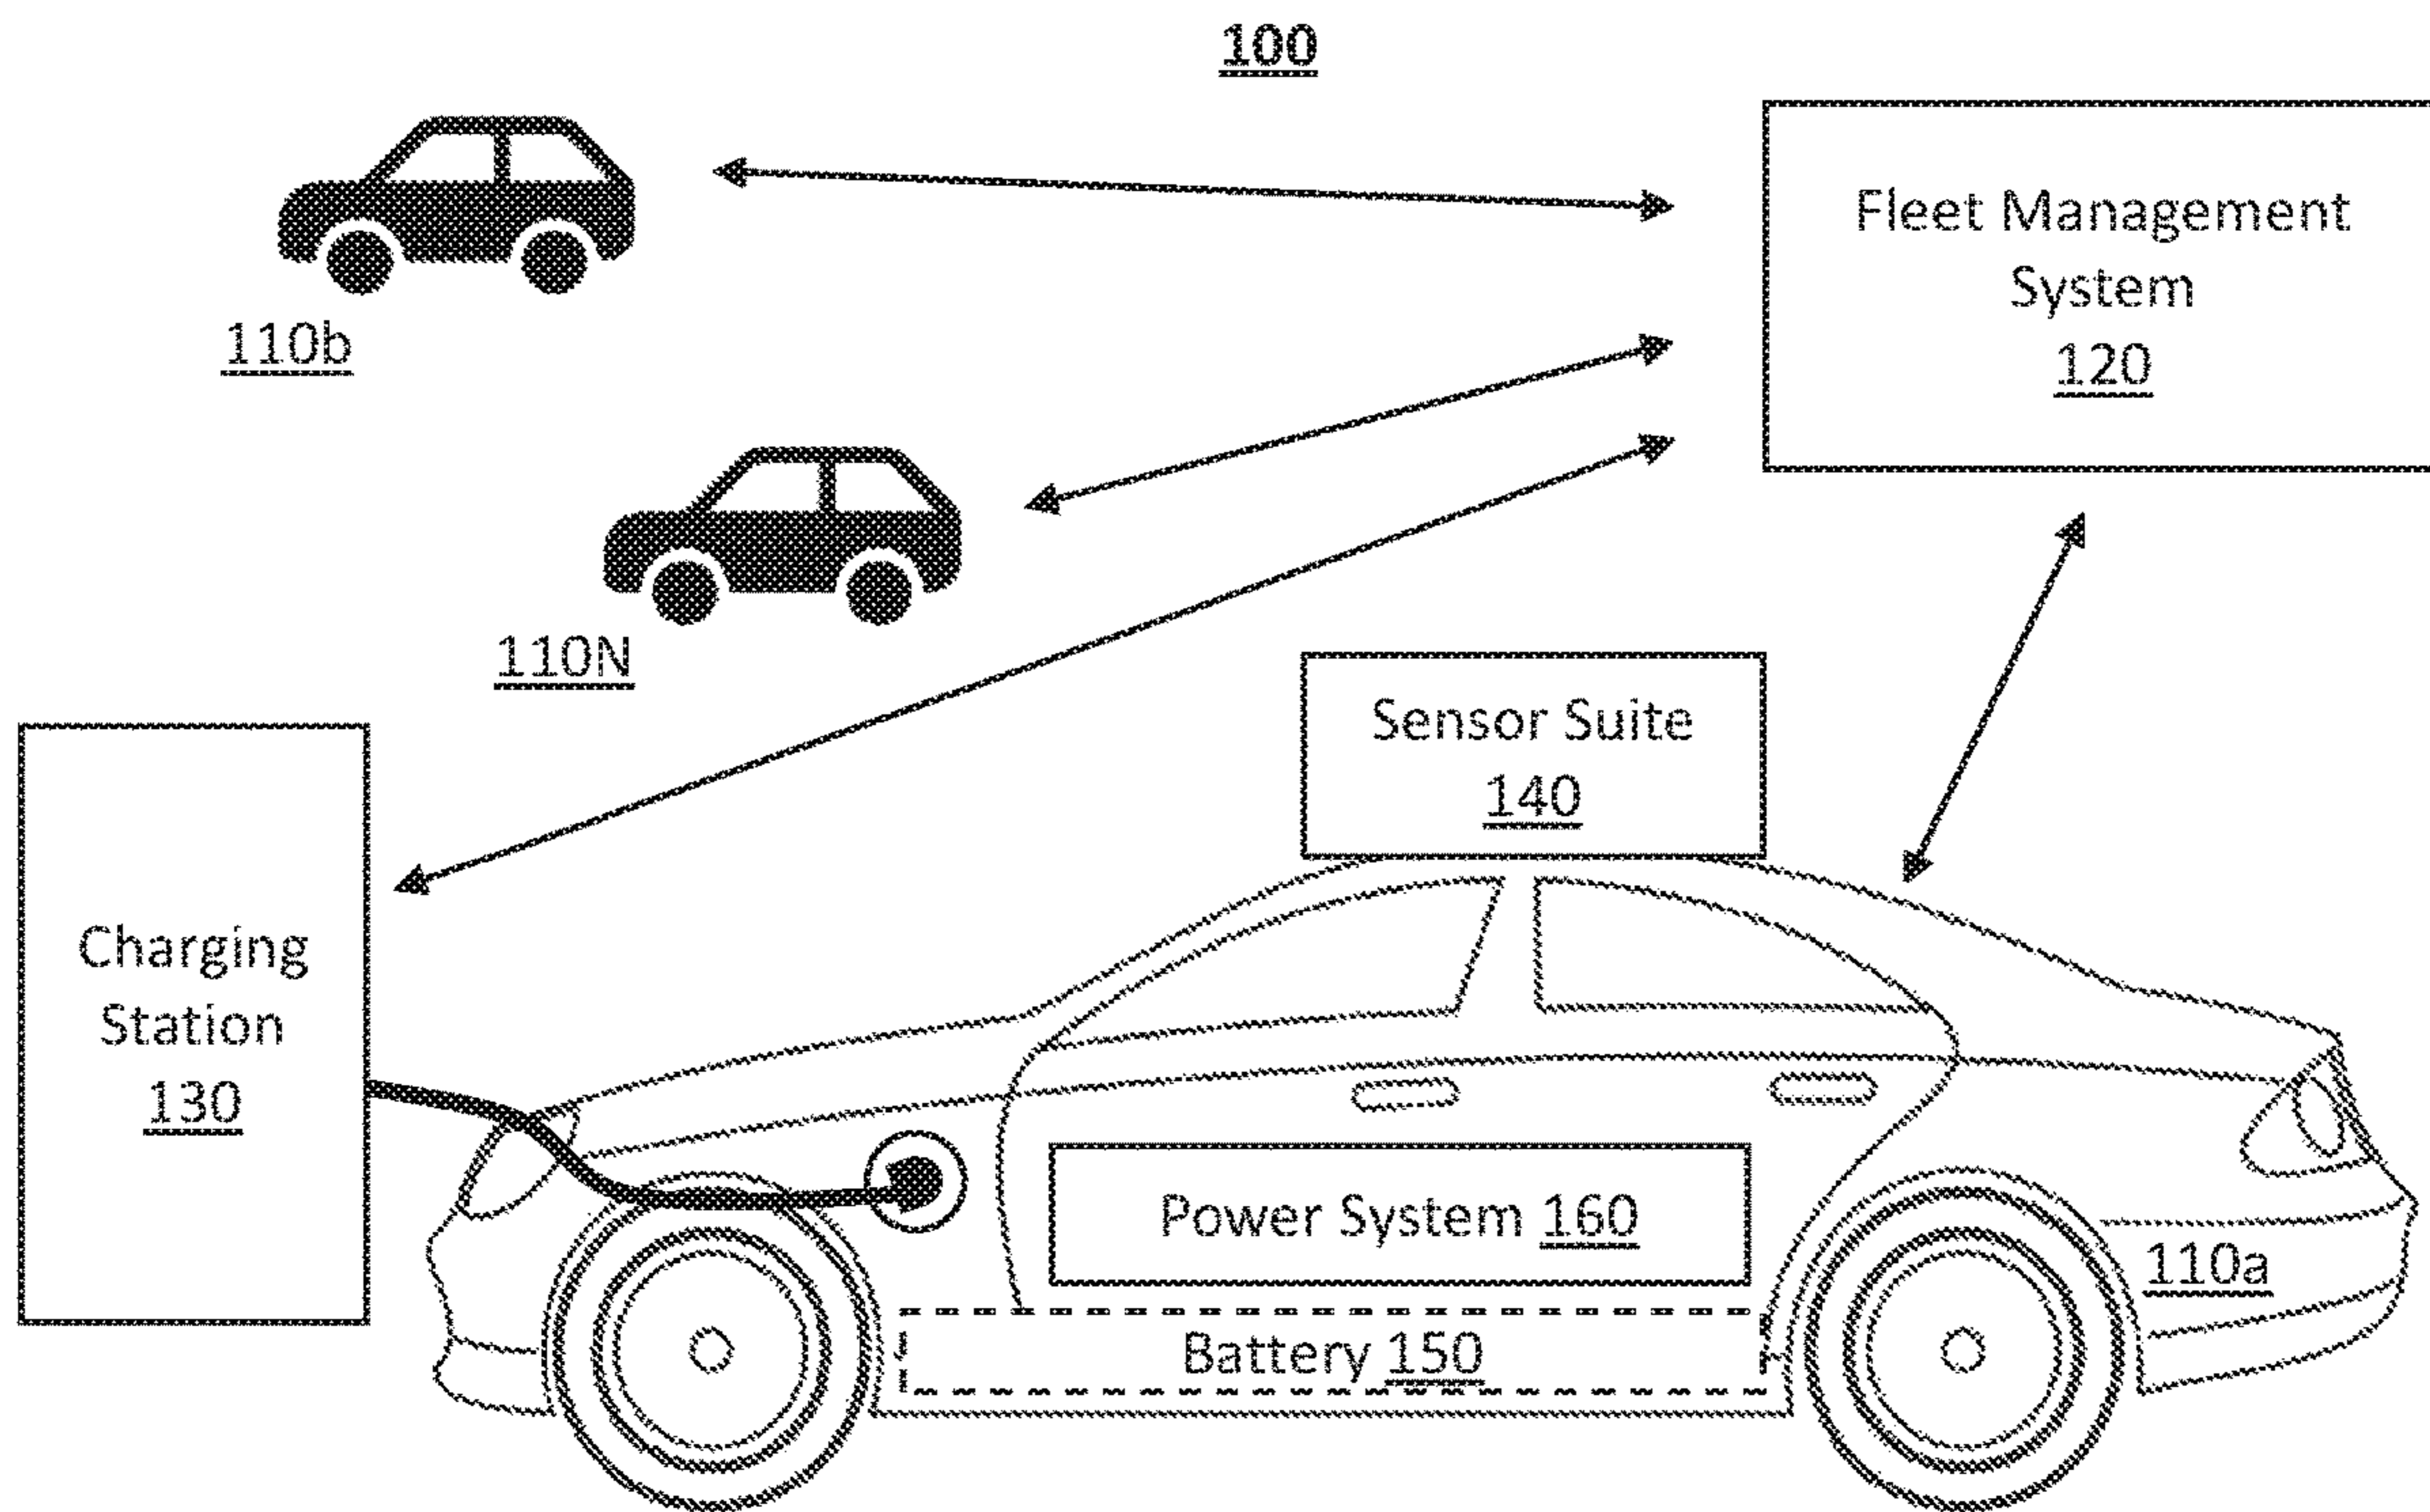 100
110b
Fleet Management
System
120
110N
Sensor Suite
140
Charging
Station
130
Power System 160
110a
Battery 150